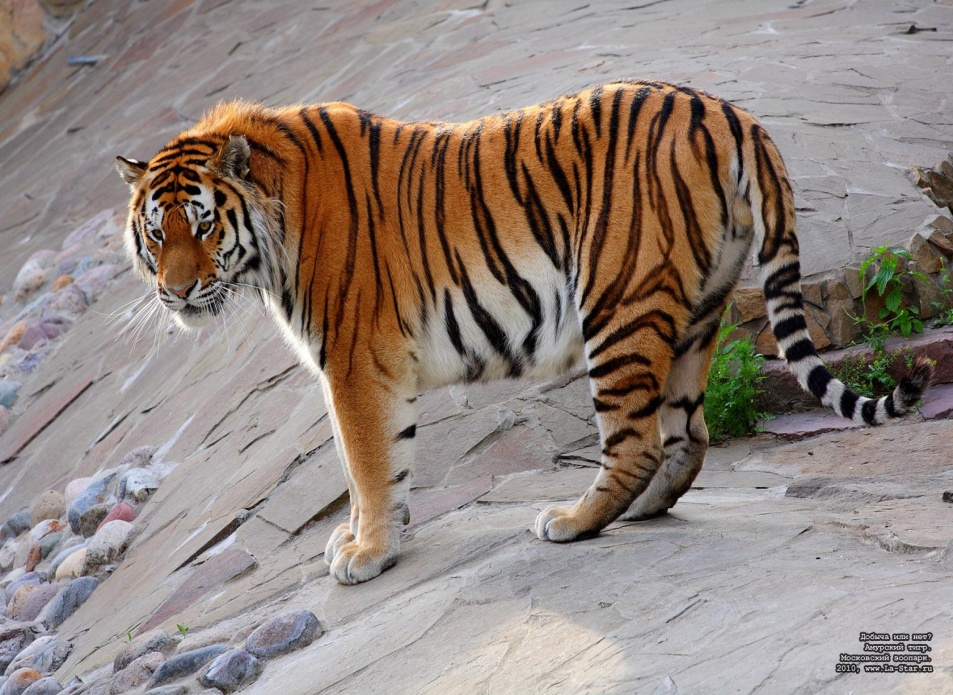 Добыча или нет?
Амурский тигр.
Московский зоопарк.
2010, www.La-Star.ru